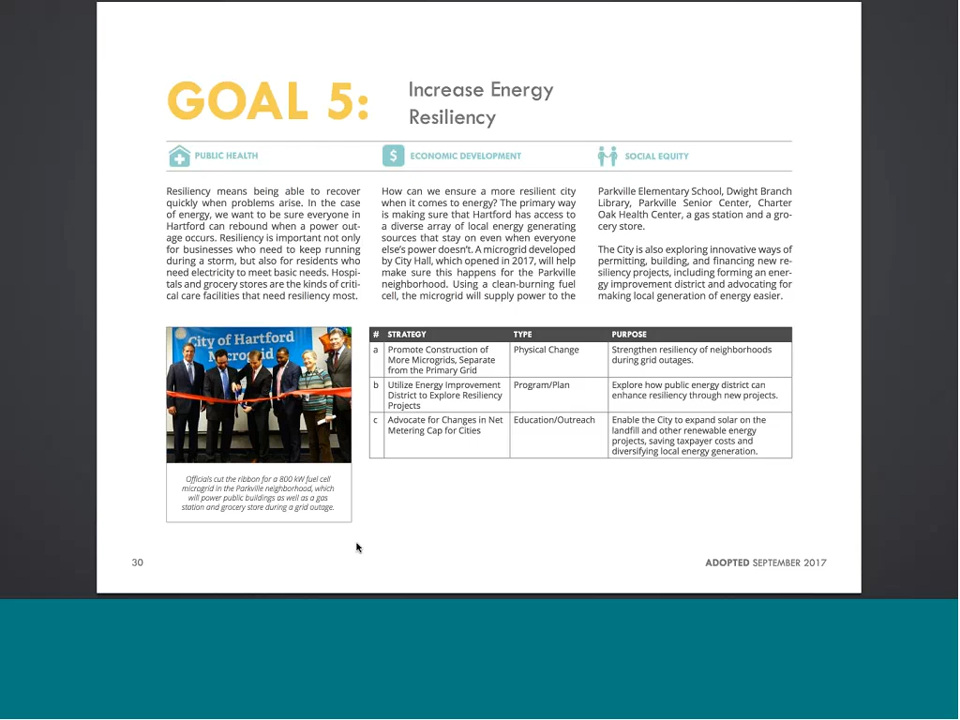 GOAL 5:
Increase Energy
Resiliency
PUBLIC HEALTH
$ ECONOMIC DEVELOPMENT
SOCIAL EQUITY
Resiliency means being able to recover
quickly when problems arise. In the case
of energy, we want to be sure everyone in
Hartford can rebound when a power out-
age occurs. Resiliency is important not only
for businesses who need to keep running
during a storm, but also for residents who
need electricity to meet basic needs. Hospi-
tals and grocery stores are the kinds of criti-
cal care facilities that need resiliency most.
How can we ensure a more resilient city
when it comes to energy? The primary way
is making sure that Hartford has access to
a diverse array of local energy generating
sources that stay on even when everyone
else's power doesn't. A microgrid developed
by City Hall, which opened in 2017, will help
make sure this happens for the Parkville
neighborhood. Using a clean-burning fuel
cell, the microgrid will supply power to the
Parkville Elementary School, Dwight Branch
Library, Parkville Senior Center, Charter
Oak Health Center, a gas station and a gro-
cery store.
The City is also exploring innovative ways of
permitting, building, and financing new re-
siliency projects, including forming an ener-
gy improvement district and advocating for
making local generation of energy easier.
City of Hartford
Microgrid
Officials cut the ribbon for a 800 kW fuel cell
microgrid in the Parkville neighborhood, which
will power public buildings as well as a gas
station and grocery store during a grid outage.
# STRATEGY TYPE PURPOSE
a Promote Construction of
More Microgrids, Separate
from the Primary Grid
Physical Change
Strengthen resiliency of neighborhoods
during grid outages.
b Utilize Energy Improvement
District to Explore Resiliency
Projects
Program/Plan
Explore how public energy district can
enhance resiliency through new projects.
c Advocate for Changes in Net
Metering Cap for Cities
Education/Outreach
Enable the City to expand solar on the
landfill and other renewable energy
projects, saving taxpayer costs and
diversifying local energy generation.
30
ADOPTED SEPTEMBER 2017